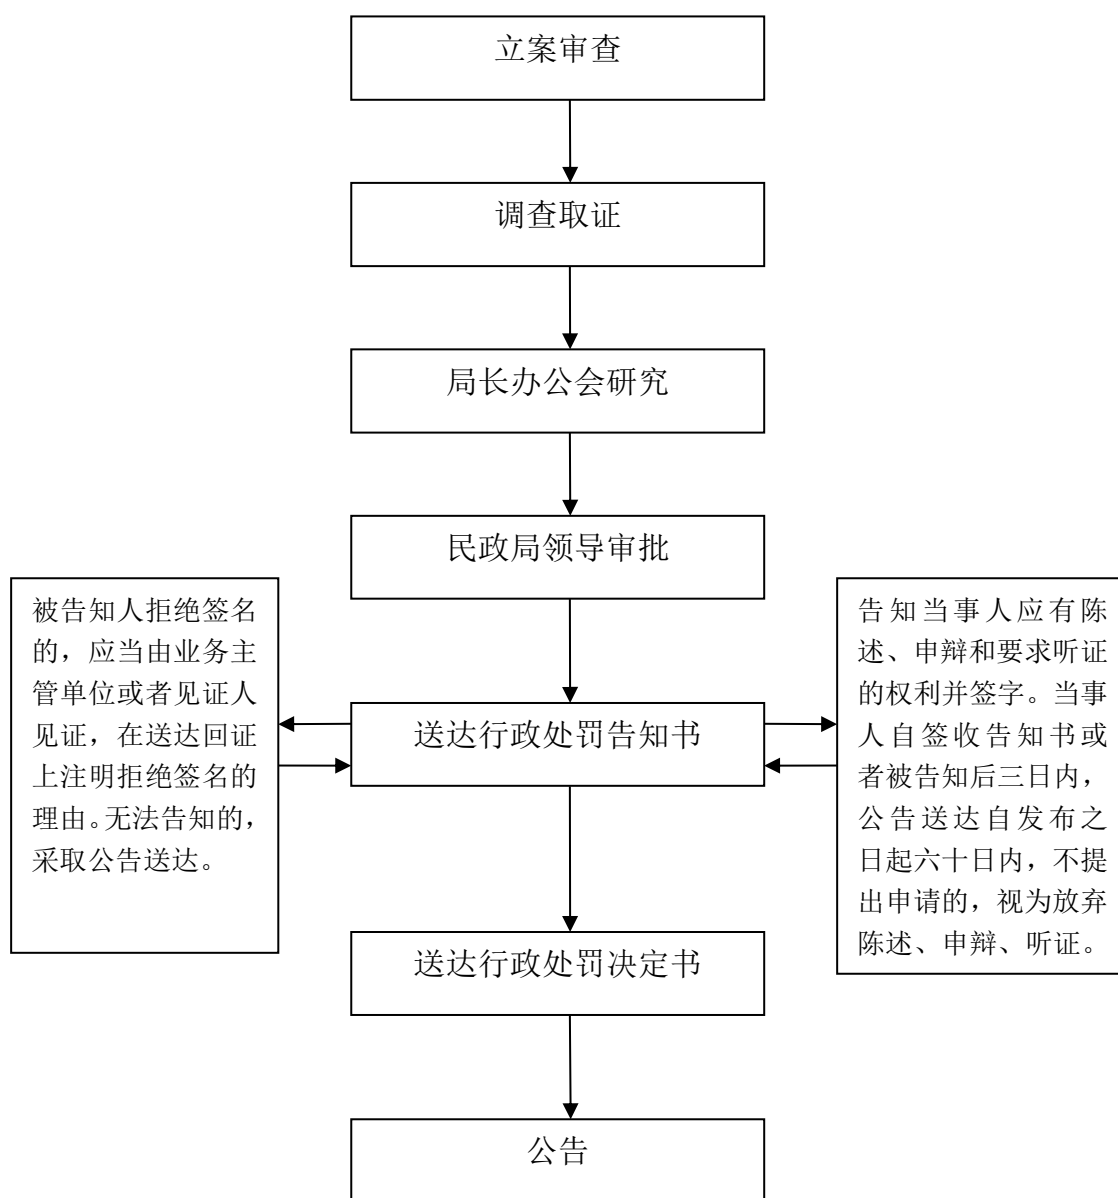 立案审查
调查取证
局长办公会研究
民政局领导审批
被告知人拒绝签名
的，应当由业务主
管单位或者见证人
见证，在送达回证
上注明拒绝签名的
理由。无法告知的，
采取公告送达。
送达行政处罚告知书
告知当事人应有陈
述、申辩和要求听证
的权利并签字。当事
人自签收告知书或
者被告知后三日内，
公告送达自发布之
日起六十日内，不提
出申请的，视为放弃
陈述、申辩、听证。
送达行政处罚决定书
公告